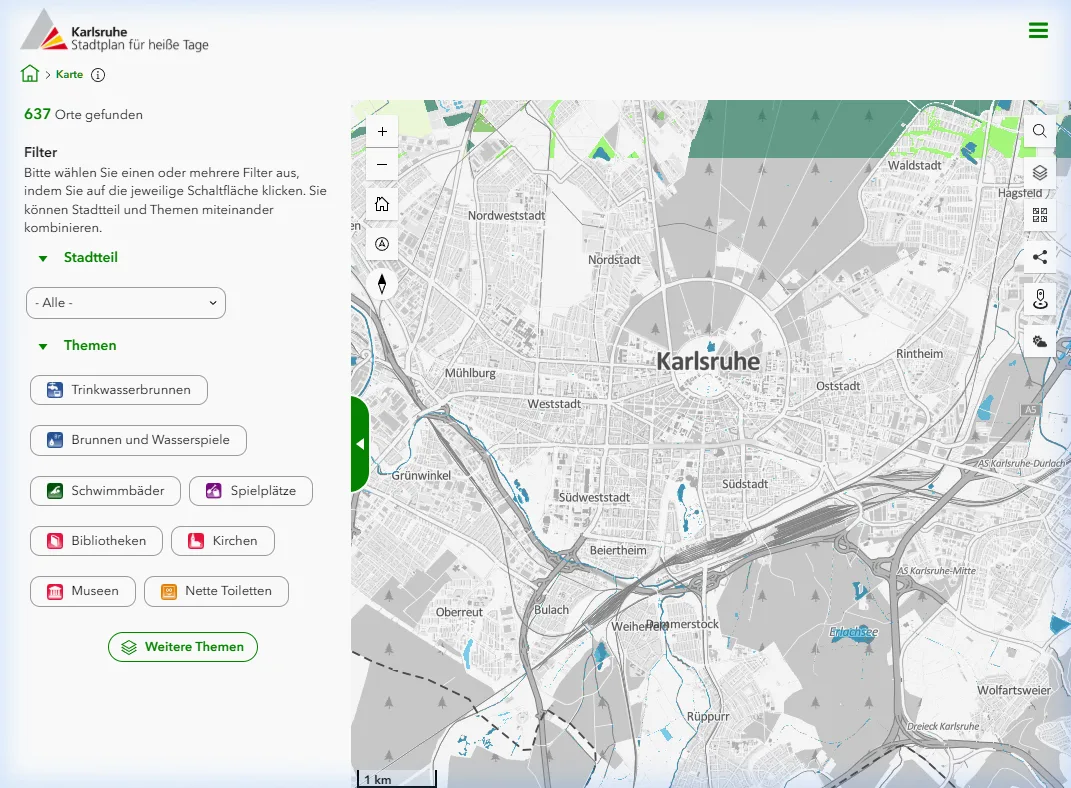 Karlsruhe
Stadtplan für heiße Tage
Karte
637 Orte gefunden
Filter
Bitte wählen Sie einen oder mehrere Filter aus,
indem Sie auf die jeweilige Schaltfläche klicken. Sie
können Stadtteil und Themen miteinander
kombinieren.
Stadtteil
- Alle -
Themen
Trinkwasserbrunnen
Brunnen und Wasserspiele
Schwimmbäder
Spielplätze
Bibliotheken
Kirchen
Museen
Nette Toiletten
Weitere Themen
+
−
A
Waldstadt
Hagsfeld
en
Nordweststadt
Nordstadt
Karlsruhe
Rintheim
Mühlburg
Oststadt
Weststadt
A5
AS Karlsruhe-Durlach
Grünwinkel
Südstadt
Südweststadt
Beiertheim
AS Karlsruhe-Mitte
Oberreut
Bulach
Weiherfeld
Dammerstock
Erlachsee
Wolfartsweier
Rüppurr
Dreieck Karlsruhe
1 km